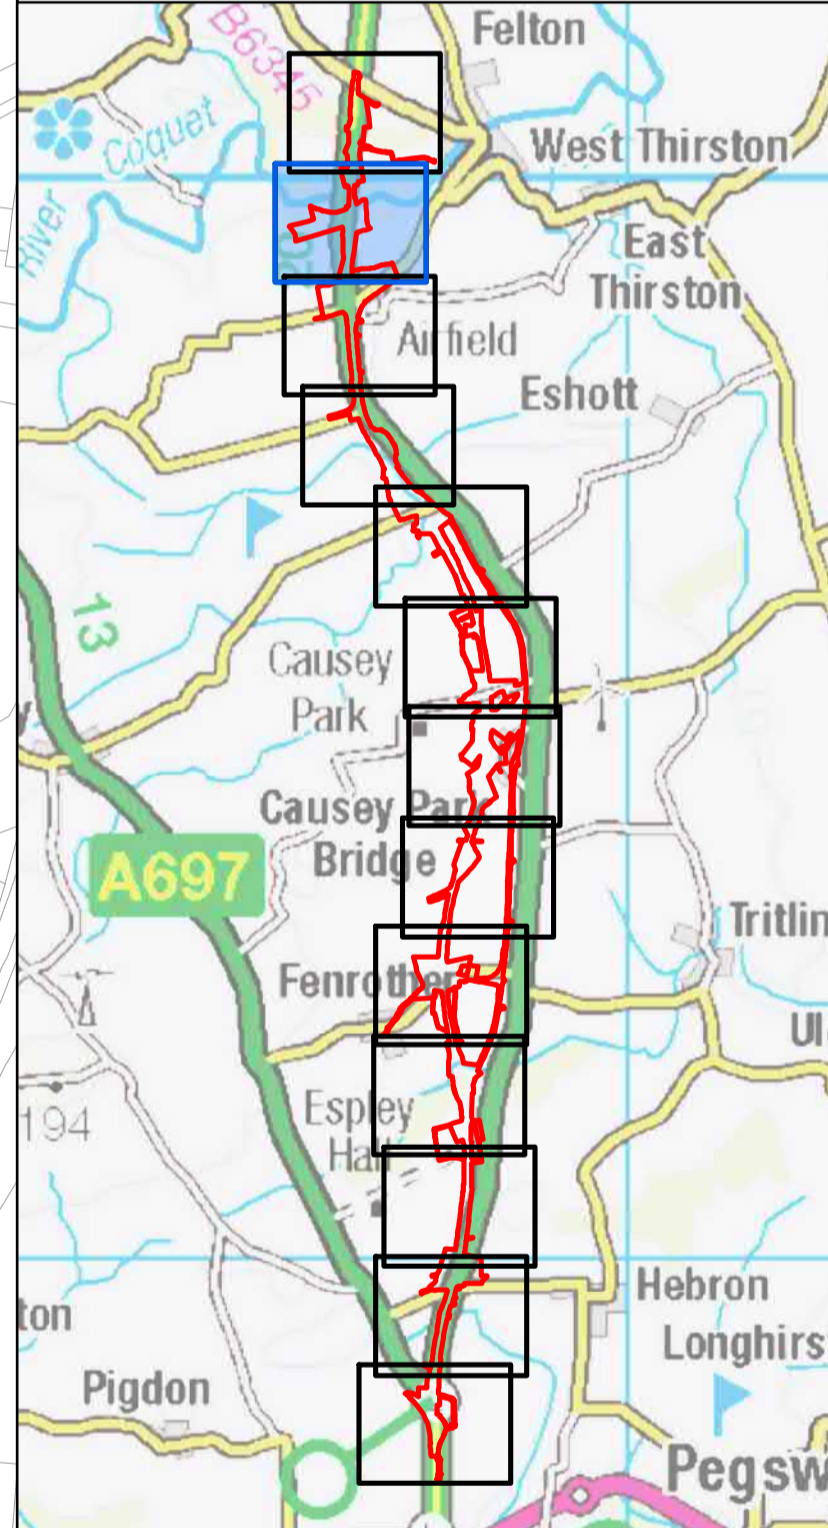 Felton
B6345
Coquet
River
West Thirston
East
Thirston
Airfield
Eshott
13
Causey
Park
Causey Park
Bridge
A697
Tritlin
Fenrother
Ul
Espley
Hall
194
Hebron
Longhirs
ton
Pigdon
Pegsw